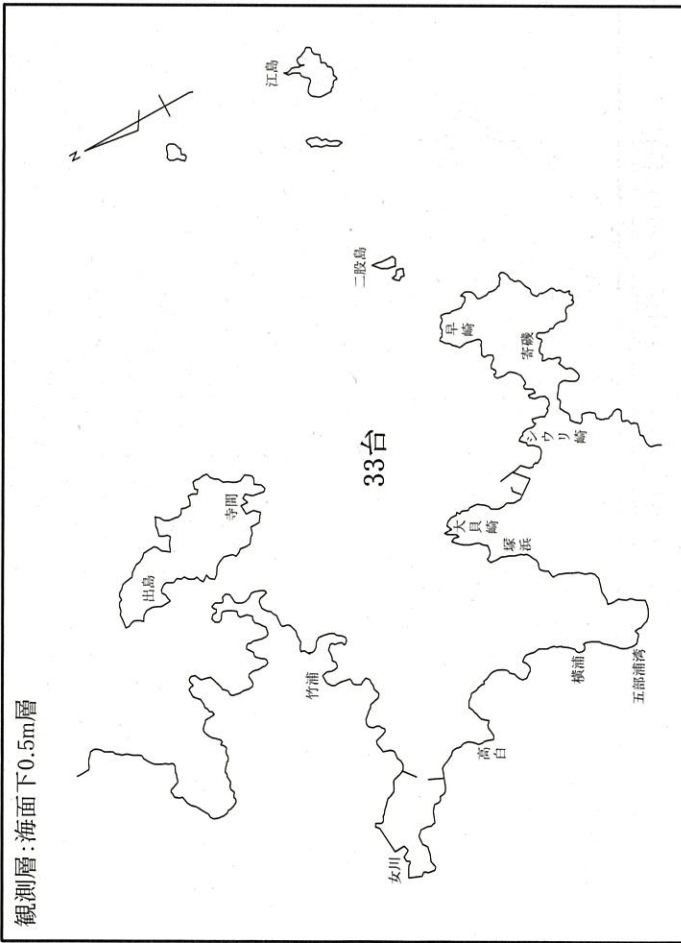 観測層:海面下0.5m層
N
出島
寺間
江島
竹浦
二股島
33台
女川
早崎
大貝崎
高白
塚浜
寄磯
シウリ崎
横浦
五部浦湾